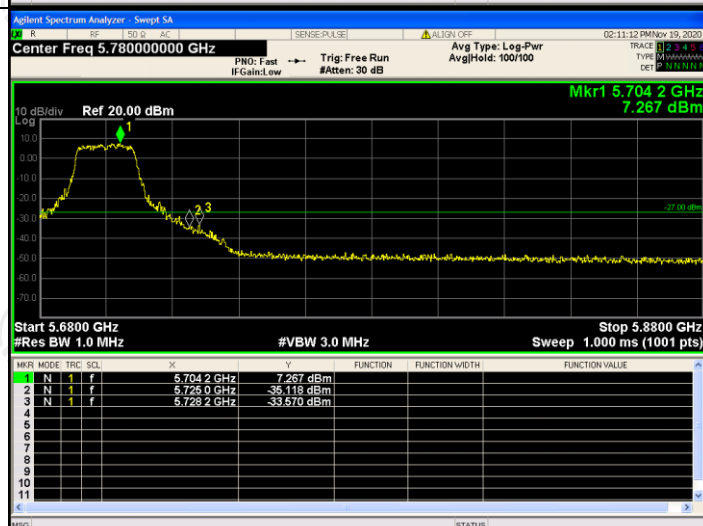 Agilent Spectrum Analyzer - Swept SA
R RF 50 Ω AC SENSE:PULSE ALIGN OFF 02:11:12 PM Nov 19, 2020
Center Freq 5.780000000 GHz
PNO: Fast
IFGain:Low
Trig: Free Run
#Atten: 30 dB
Avg Type: Log-Pwr
Avg|Hold: 100/100
TRACE 1 2 3 4 5
TYPE M
DET P N N N N N
Mkr1 5.704 2 GHz
7.267 dBm
10 dB/div Ref 20.00 dBm
Log
1
10.0
0.00
-10.0
-20.0
2 3
-27.00 dBm
-30.0
-40.0
-50.0
-60.0
-70.0
Start 5.6800 GHz Stop 5.8800 GHz
#Res BW 1.0 MHz #VBW 3.0 MHz Sweep 1.000 ms (1001 pts)
MKR MODE TRC SCL X Y FUNCTION FUNCTION WIDTH FUNCTION VALUE
1 N 1 f 5.704 2 GHz 7.267 dBm
2 N 1 f 5.725 0 GHz -35.118 dBm
3 N 1 f 5.728 2 GHz -33.570 dBm
4
5
6
7
8
9
10
11
MSG STATUS